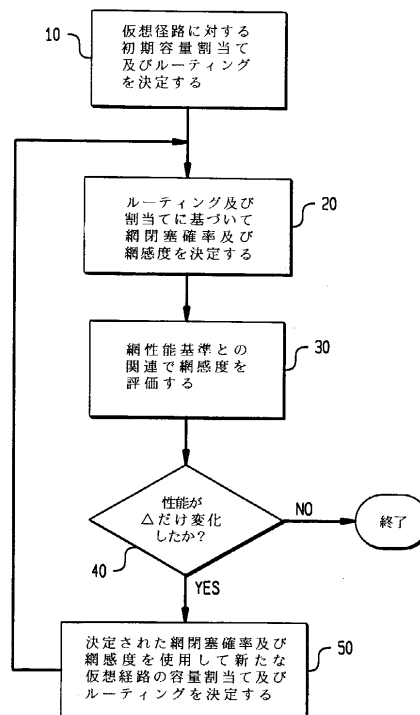 10
仮想径路に対する
初期容量割当て
及びルーティング
を決定する
20
ルーティング及び
割当てに基づいて
網閉塞確率及び
網感度を決定する
30
網性能基準との
関連で網感度を
評価する
40
性能が
△だけ変化
したか？
NO
終了
YES
50
決定された網閉塞確率及び
網感度を使用して新たな
仮想経路の容量割当て及び
ルーティングを決定する